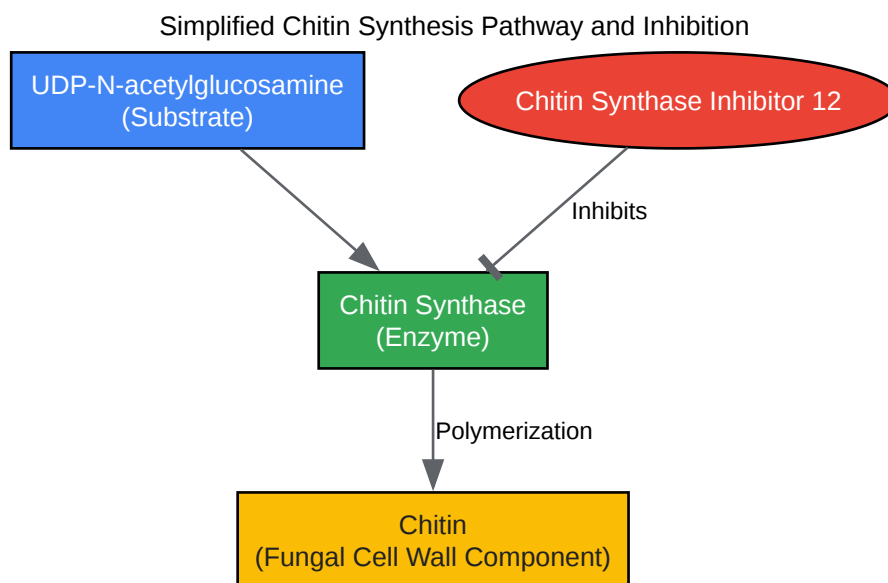 Simplified Chitin Synthesis Pathway and Inhibition
UDP-N-acetylglucosamine
(Substrate)
Chitin Synthase Inhibitor 12
Inhibits
Chitin Synthase
(Enzyme)
Polymerization
Chitin
(Fungal Cell Wall Component)